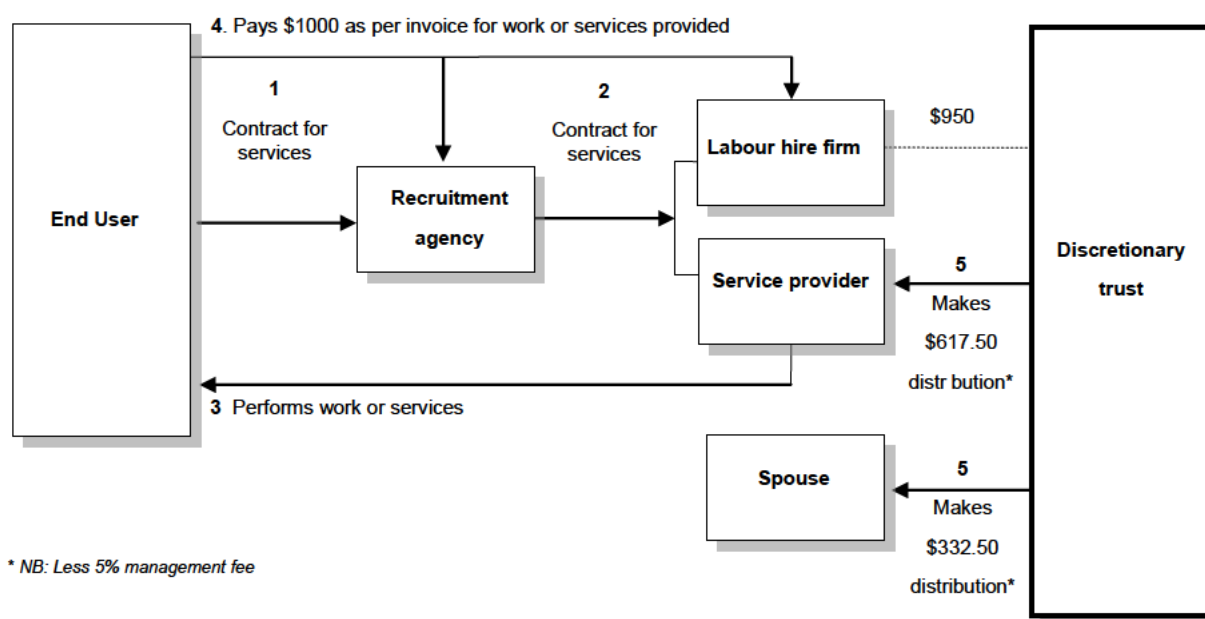 4. Pays $1000 as per invoice for work or services provided
1
Contract for
services
2
Contract for
services
End User
Recruitment
agency
Labour hire firm
$950
Service provider
5
Makes
$617.50
distr bution*
Discretionary
trust
3 Performs work or services
Spouse
5
Makes
$332.50
distribution*
* NB: Less 5% management fee